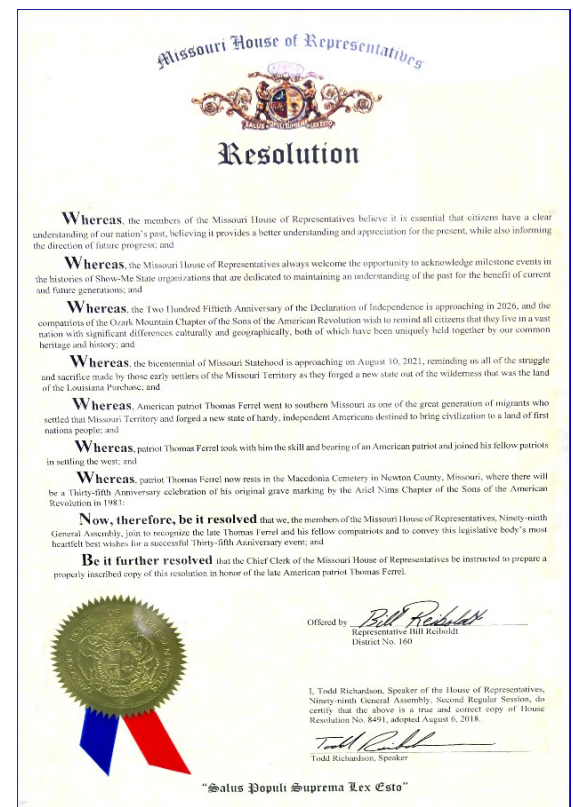 Missouri House of Representatives
SALUS POPULI SUPREMA LEX ESTO
Resolution
Whereas, the members of the Missouri House of Representatives believe it is essential that citizens have a clear
understanding of our nation's past, believing it provides a better understanding and appreciation for the present, while also informing
the direction of future progress; and
Whereas, the Missouri House of Representatives always welcome the opportunity to acknowledge milestone events in
the histories of Show-Me State organizations that are dedicated to maintaining an understanding of the past for the benefit of current
and future generations; and
Whereas, the Two Hundred Fiftieth Anniversary of the Declaration of Independence is approaching in 2026, and the
compatriots of the Ozark Mountain Chapter of the Sons of the American Revolution wish to remind all citizens that they live in a vast
nation with significant differences culturally and geographically, both of which have been uniquely held together by our common
heritage and history; and
Whereas, the bicentennial of Missouri Statehood is approaching on August 10, 2021, reminding us all of the struggle
and sacrifice made by those early settlers of the Missouri Territory as they forged a new state out of the wilderness that was the land
of the Louisiana Purchase; and
Whereas, American patriot Thomas Ferrel went to southern Missouri as one of the great generation of migrants who
settled that Missouri Territory and forged a new state of hardy, independent Americans destined to bring civilization to a land of first
nations people; and
Whereas, patriot Thomas Ferrel took with him the skill and bearing of an American patriot and joined his fellow patriots
in settling the west; and
Whereas, patriot Thomas Ferrel now rests in the Macedonia Cemetery in Newton County, Missouri, where there will
be a Thirty-fifth Anniversary celebration of his original grave marking by the Ariel Nims Chapter of the Sons of the American
Revolution in 1983:
Now, therefore, be it resolved that we, the members of the Missouri House of Representatives, Ninety-ninth
General Assembly, join to recognize the late Thomas Ferrel and his fellow compatriots and to convey this legislative body's most
heartfelt best wishes for a successful Thirty-fifth Anniversary event; and
Be it further resolved that the Chief Clerk of the Missouri House of Representatives be instructed to prepare a
properly inscribed copy of this resolution in honor of the late American patriot Thomas Ferrel.
Offered by Bill Reiboldt
Representative Bill Reiboldt
District No. 160
I, Todd Richardson, Speaker of the House of Representatives,
Ninety-ninth General Assembly, Second Regular Session, do
certify that the above is a true and correct copy of House
Resolution No. 8491, adopted August 6, 2018.
Todd Richardson, Speaker
"Salus Populi Suprema Lex Esto"